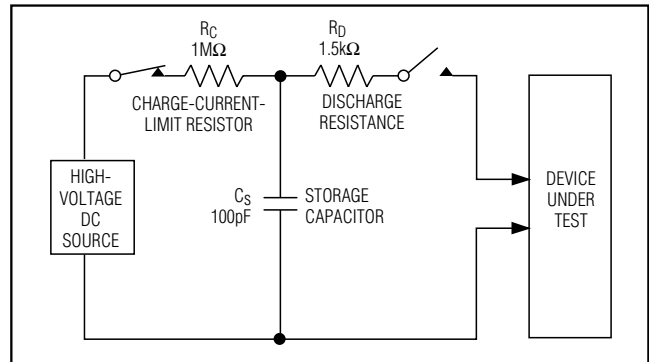 R_C
1MΩ
CHARGE-CURRENT-
LIMIT RESISTOR
R_D
1.5kΩ
DISCHARGE
RESISTANCE
HIGH-
VOLTAGE
DC
SOURCE
C_S
100pF
STORAGE
CAPACITOR
DEVICE
UNDER
TEST